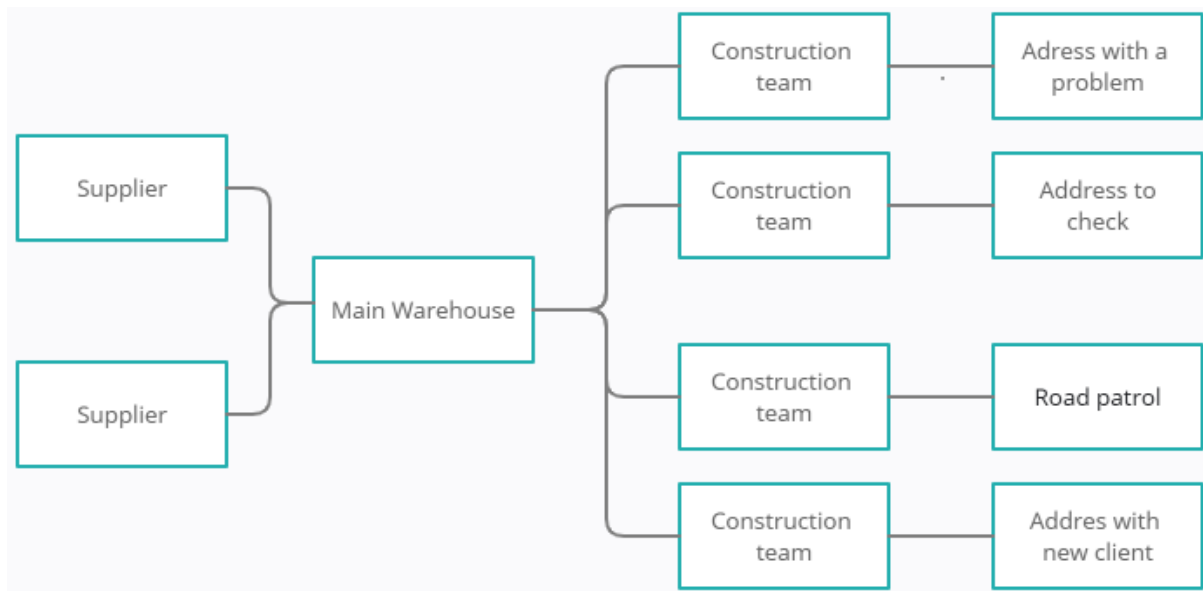 Supplier
Supplier
Main Warehouse
Construction
team
Adress with a
problem
Construction
team
Address to
check
Construction
team
Road patrol
Construction
team
Addres with
new client